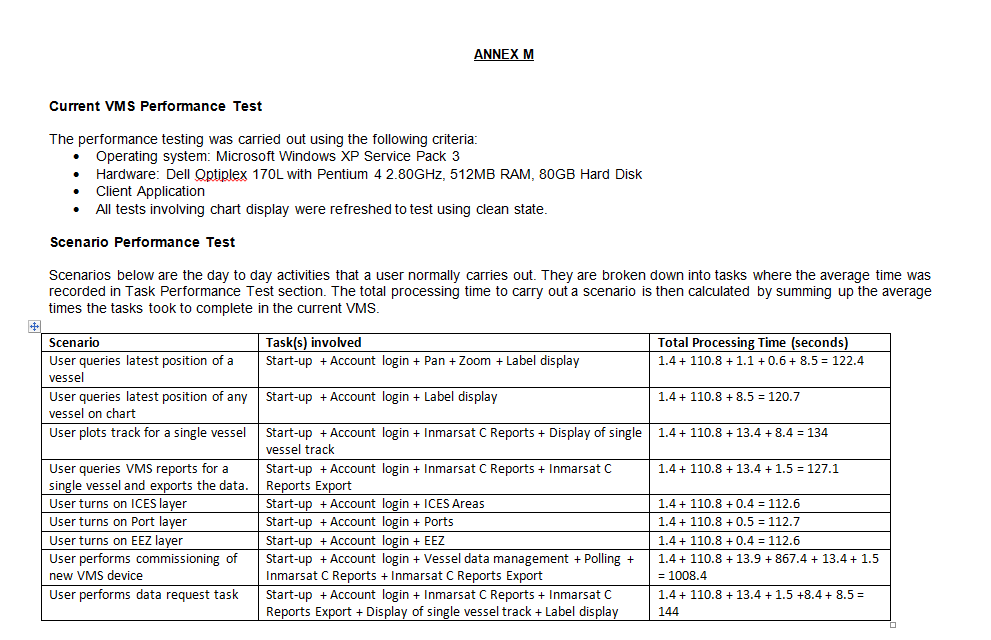 ANNEX M
Current VMS Performance Test
The performance testing was carried out using the following criteria:
• Operating system: Microsoft Windows XP Service Pack 3
• Hardware: Dell Optiplex 170L with Pentium 4 2.80GHz, 512MB RAM, 80GB Hard Disk
• Client Application
• All tests involving chart display were refreshed to test using clean state.
Scenario Performance Test
Scenarios below are the day to day activities that a user normally carries out. They are broken down into tasks where the average time was
recorded in Task Performance Test section. The total processing time to carry out a scenario is then calculated by summing up the average
times the tasks took to complete in the current VMS.
Scenario Task(s) involved Total Processing Time (seconds)
User queries latest position of a Start-up + Account login + Pan + Zoom + Label display 1.4 + 110.8 + 1.1 + 0.6 + 8.5 = 122.4
vessel
User queries latest position of any Start-up + Account login + Label display 1.4 + 110.8 + 8.5 = 120.7
vessel on chart
User plots track for a single vessel Start-up + Account login + Inmarsat C Reports + Display of single 1.4 + 110.8 + 13.4 + 8.4 = 134
vessel track
User queries VMS reports for a Start-up + Account login + Inmarsat C Reports + Inmarsat C 1.4 + 110.8 + 13.4 + 1.5 = 127.1
single vessel and exports the data. Reports Export
User turns on ICES layer Start-up + Account login + ICES Areas 1.4 + 110.8 + 0.4 = 112.6
User turns on Port layer Start-up + Account login + Ports 1.4 + 110.8 + 0.5 = 112.7
User turns on EEZ layer Start-up + Account login + EEZ 1.4 + 110.8 + 0.4 = 112.6
User performs commissioning of Start-up + Account login + Vessel data management + Polling + 1.4 + 110.8 + 13.9 + 867.4 + 13.4 + 1.5
new VMS device Inmarsat C Reports + Inmarsat C Reports Export = 1008.4
User performs data request task Start-up + Account login + Inmarsat C Reports + Inmarsat C 1.4 + 110.8 + 13.4 + 1.5 +8.4 + 8.5 =
Reports Export + Display of single vessel track + Label display 144